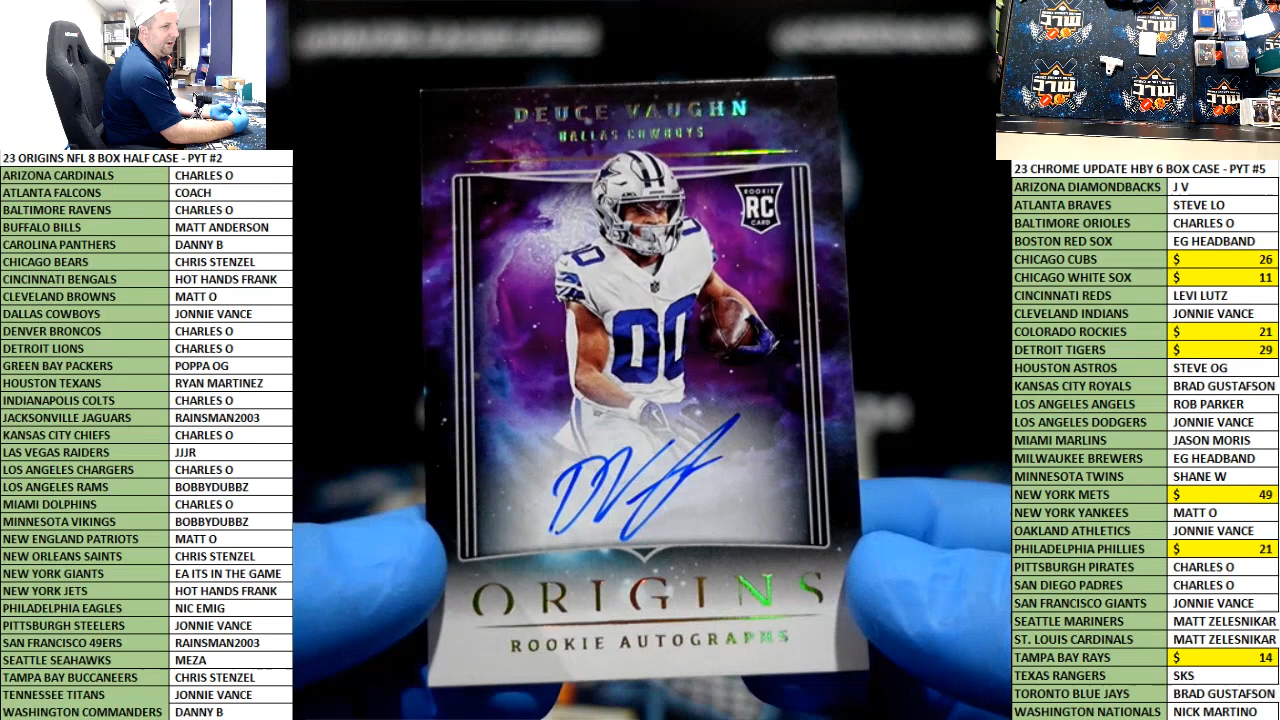 23 ORIGINS NFL 8 BOX HALF CASE - PYT #2
ARIZONA CARDINALS CHARLES O
ATLANTA FALCONS COACH
BALTIMORE RAVENS CHARLES O
BUFFALO BILLS MATT ANDERSON
CAROLINA PANTHERS DANNY B
CHICAGO BEARS CHRIS STENZEL
CINCINNATI BENGALS HOT HANDS FRANK
CLEVELAND BROWNS MATT O
DALLAS COWBOYS JONNIE VANCE
DENVER BRONCOS CHARLES O
DETROIT LIONS CHARLES O
GREEN BAY PACKERS POPPA OG
HOUSTON TEXANS RYAN MARTINEZ
INDIANAPOLIS COLTS CHARLES O
JACKSONVILLE JAGUARS RAINSMAN2003
KANSAS CITY CHIEFS CHARLES O
LAS VEGAS RAIDERS JJJR
LOS ANGELES CHARGERS CHARLES O
LOS ANGELES RAMS BOBBYDUBBZ
MIAMI DOLPHINS CHARLES O
MINNESOTA VIKINGS BOBBYDUBBZ
NEW ENGLAND PATRIOTS MATT O
NEW ORLEANS SAINTS CHRIS STENZEL
NEW YORK GIANTS EA ITS IN THE GAME
NEW YORK JETS HOT HANDS FRANK
PHILADELPHIA EAGLES NIC EMIG
PITTSBURGH STEELERS JONNIE VANCE
SAN FRANCISCO 49ERS RAINSMAN2003
SEATTLE SEAHAWKS MEZA
TAMPA BAY BUCCANEERS CHRIS STENZEL
TENNESSEE TITANS JONNIE VANCE
WASHINGTON COMMANDERS DANNY B
DEUCE VAUGHN
DALLAS COWBOYS
ROOKIE
RC
CARD
00
ORIGINS
ROOKIE AUTOGRAPHS
23 CHROME UPDATE HBY 6 BOX CASE - PYT #5
ARIZONA DIAMONDBACKS J V
ATLANTA BRAVES STEVE LO
BALTIMORE ORIOLES CHARLES O
BOSTON RED SOX EG HEADBAND
CHICAGO CUBS $ 26
CHICAGO WHITE SOX $ 11
CINCINNATI REDS LEVI LUTZ
CLEVELAND INDIANS JONNIE VANCE
COLORADO ROCKIES $ 21
DETROIT TIGERS $ 29
HOUSTON ASTROS STEVE OG
KANSAS CITY ROYALS BRAD GUSTAFSON
LOS ANGELES ANGELS ROB PARKER
LOS ANGELES DODGERS JONNIE VANCE
MIAMI MARLINS JASON MORIS
MILWAUKEE BREWERS EG HEADBAND
MINNESOTA TWINS SHANE W
NEW YORK METS $ 49
NEW YORK YANKEES MATT O
OAKLAND ATHLETICS JONNIE VANCE
PHILADELPHIA PHILLIES $ 21
PITTSBURGH PIRATES CHARLES O
SAN DIEGO PADRES CHARLES O
SAN FRANCISCO GIANTS JONNIE VANCE
SEATTLE MARINERS MATT ZELESNIKAR
ST. LOUIS CARDINALS MATT ZELESNIKAR
TAMPA BAY RAYS $ 14
TEXAS RANGERS SKS
TORONTO BLUE JAYS BRAD GUSTAFSON
WASHINGTON NATIONALS NICK MARTINO